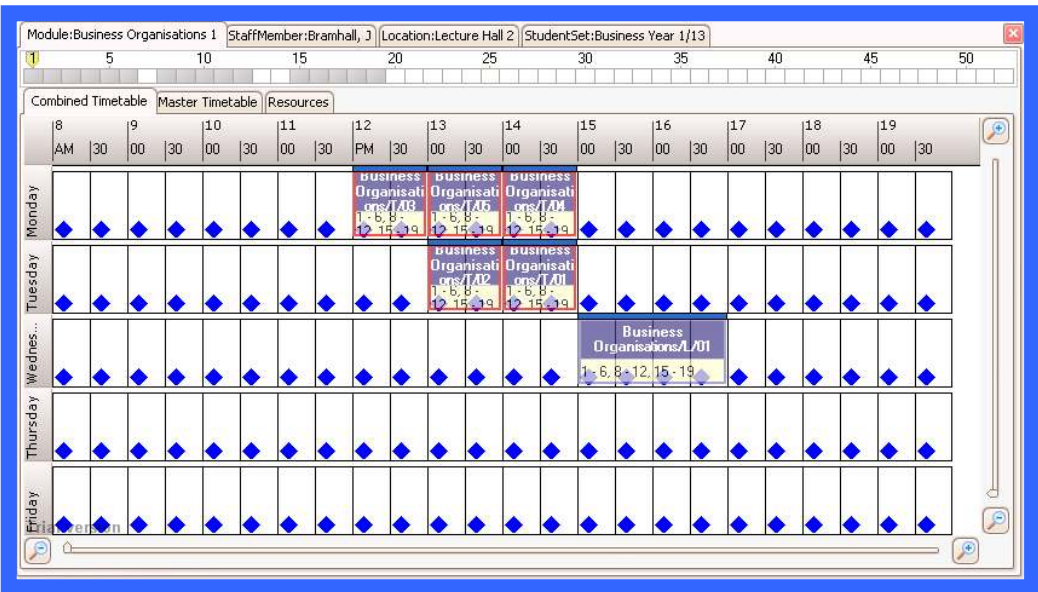 Module:Business Organisations 1 StaffMember:Bramhall, J Location:Lecture Hall 2 StudentSet:Business Year 1/13
1 5 10 15 20 25 30 35 40 45 50
Combined Timetable Master Timetable Resources
8 9 10 11 12 13 14 15 16 17 18 19
AM 30 00 30 00 30 00 30 PM 30 00 30 00 30 00 30 00 30 00 30 00 30 00 30
Monday
Business Business Business
Organisati Organisati Organisati
ons/T/03 ons/T/05 ons/T/04
1 - 6, 8 - 1 - 6, 8 - 1 - 6, 8 -
12, 15 - 19 12, 15 - 19 12, 15 - 19
Tuesday
Business Business
Organisati Organisati
ons/T/02 ons/T/01
1 - 6, 8 - 1 - 6, 8 -
12, 15 - 19 12, 15 - 19
Wednes...
Business
Organisations/L/01
1 - 6, 8 - 12, 15 - 19
Thursday
Friday
Trial version